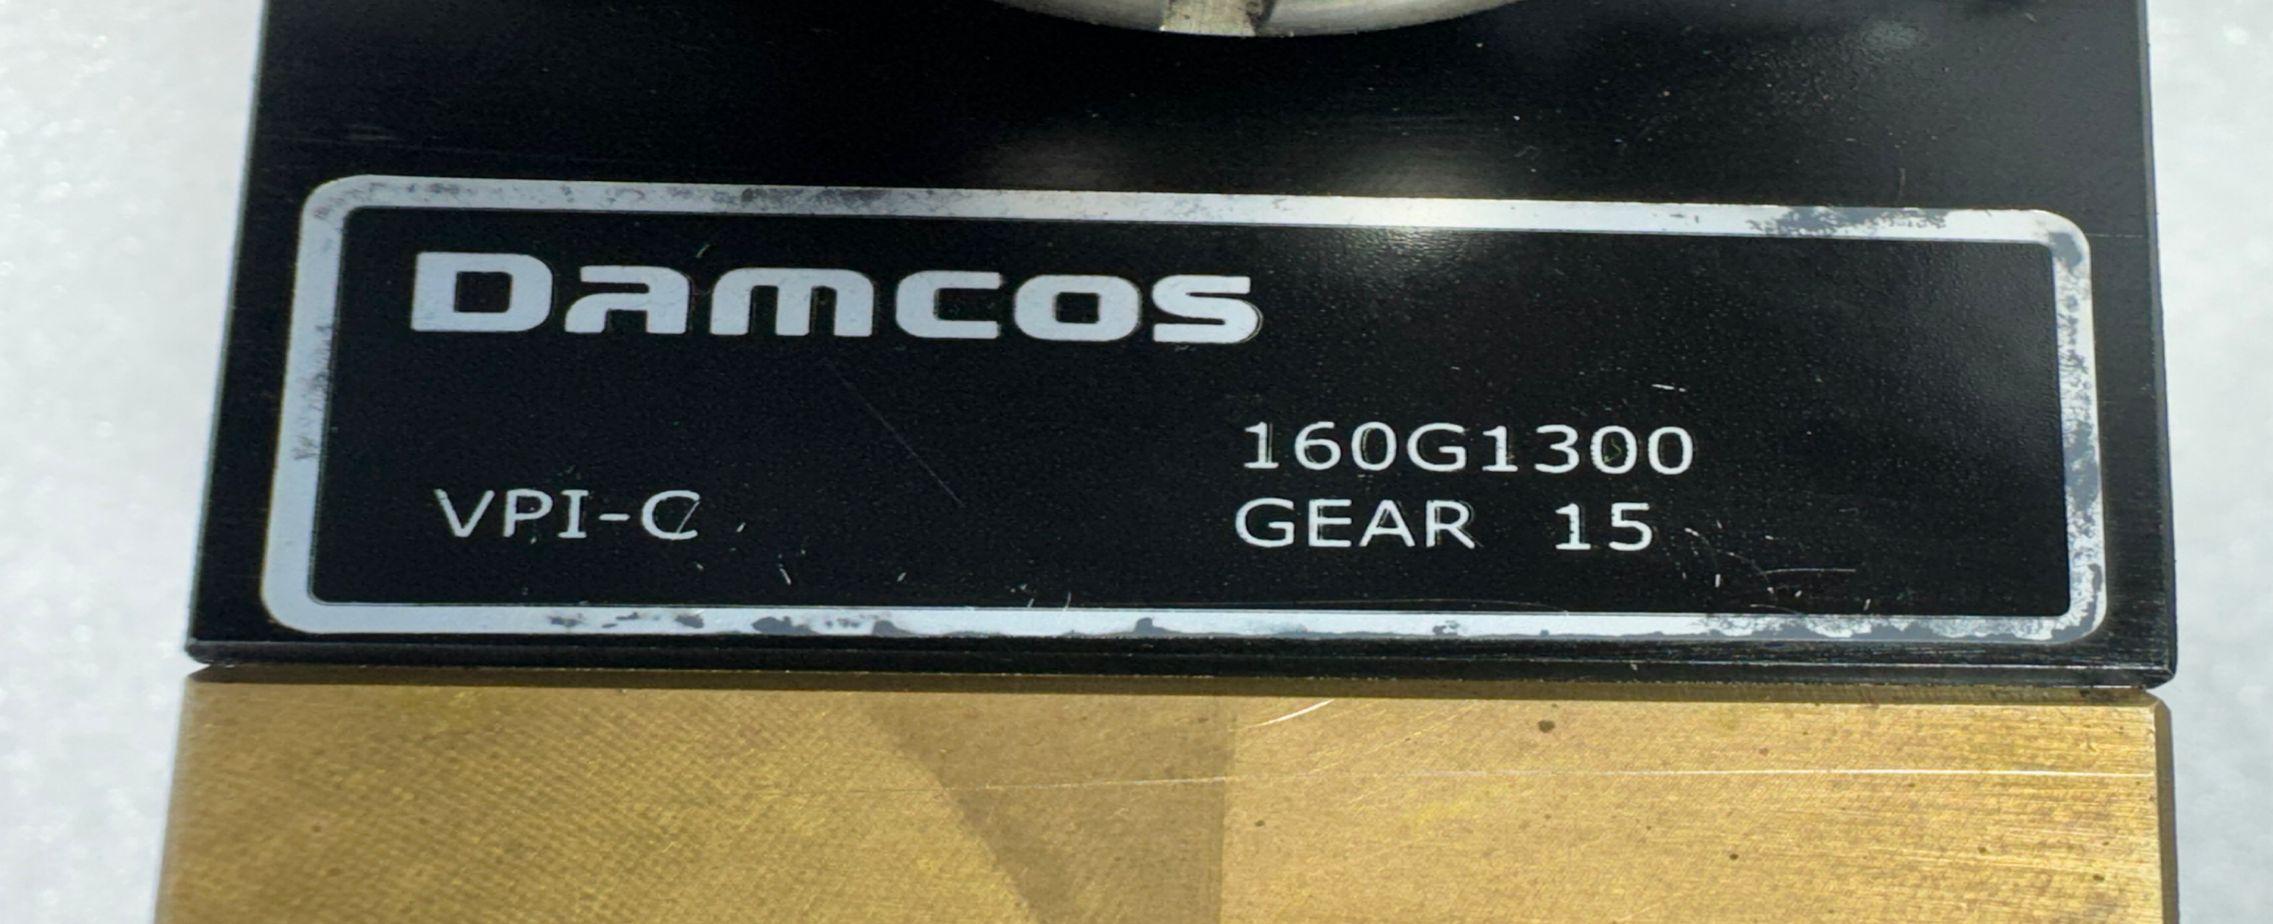 Damcos
160G1300
VPI-C
GEAR 15